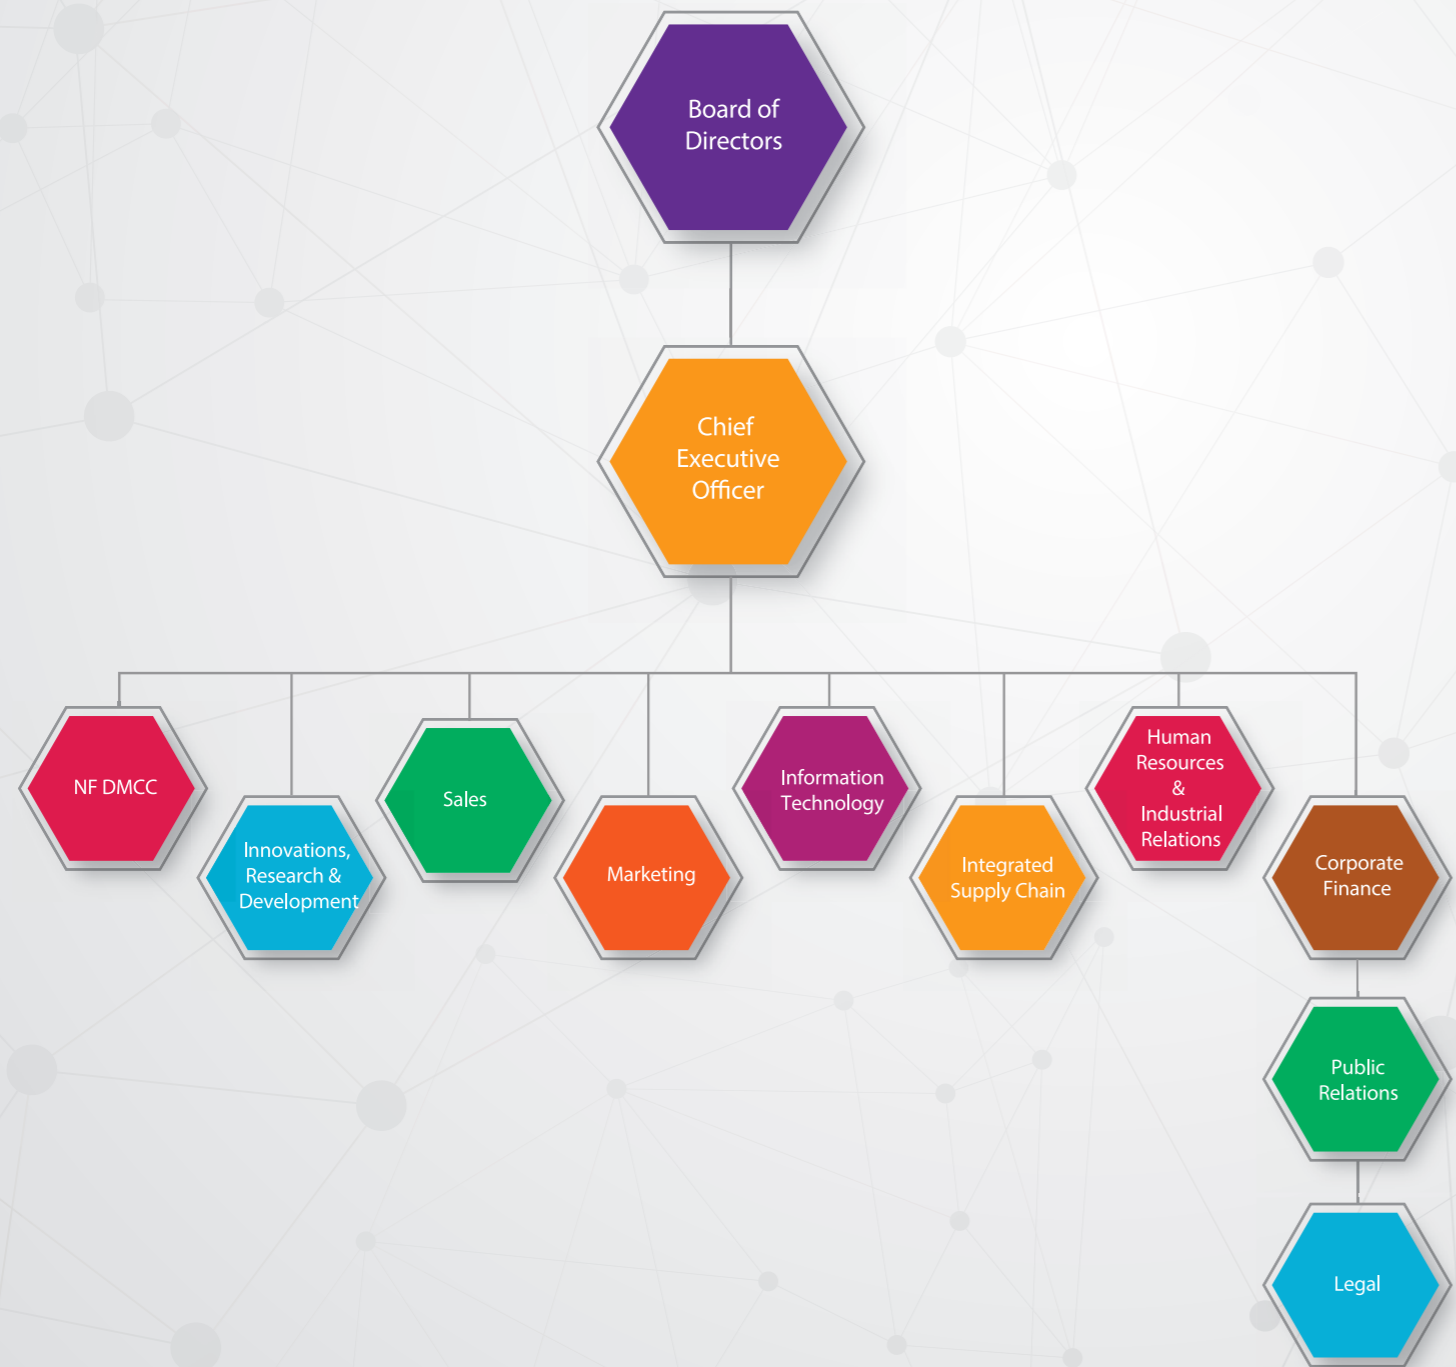 Board of
Directors
Chief
Executive
Officer
NF DMCC
Innovations,
Research &
Development
Sales
Marketing
Information
Technology
Integrated
Supply Chain
Human
Resources
&
Industrial
Relations
Corporate
Finance
Public
Relations
Legal